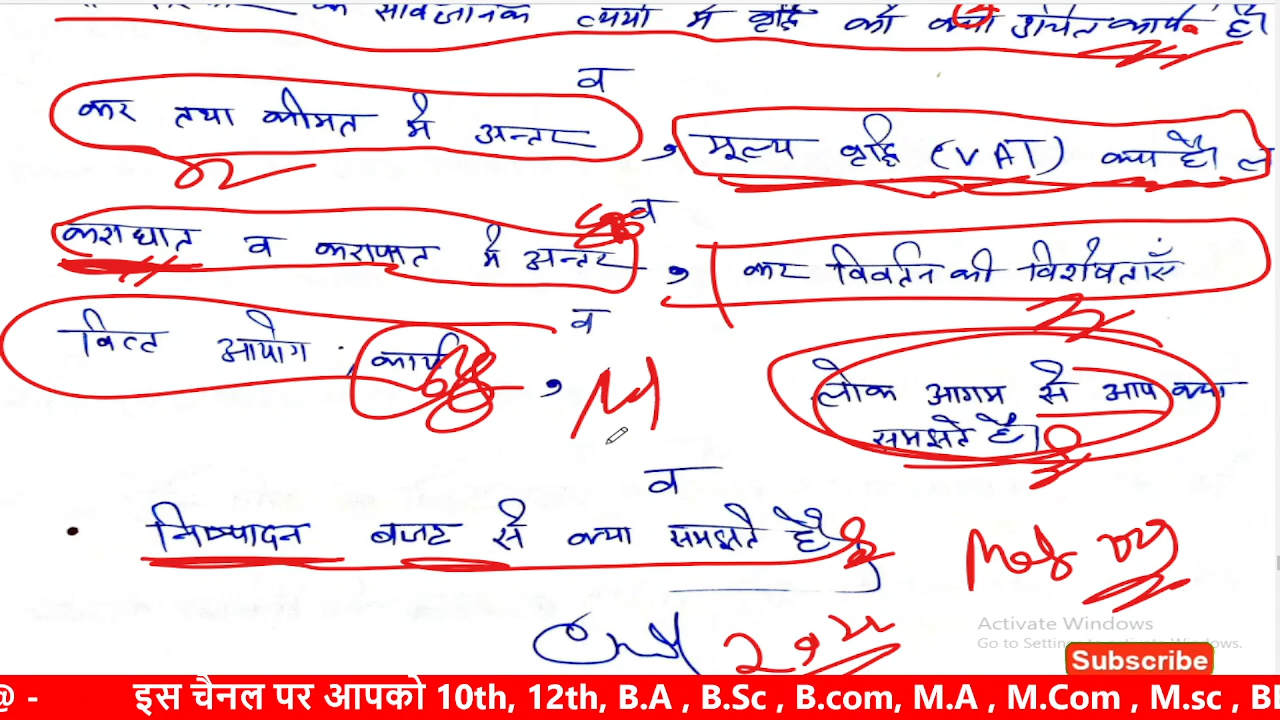 सार्वजनिक व्ययों में वृद्धि को क्या उचित कार्य है।
व
कर तथा कीमत में अन्तर , मूल्य वृद्धि (VAT) क्या है।
व
कराघात व करापात में अन्तर , कर विवर्तन की विशेषताएँ
व
वित्त आयोग , कार्य , लोक आगम से आप क्या
समझते है।
व
• निष्पादन बजट से क्या समझते है
Activate Windows
Go to Settings to activate Windows.
Subscribe
@ - इस चैनल पर आपको 10th, 12th, B.A , B.Sc , B.com, M.A , M.Com , M.sc ,